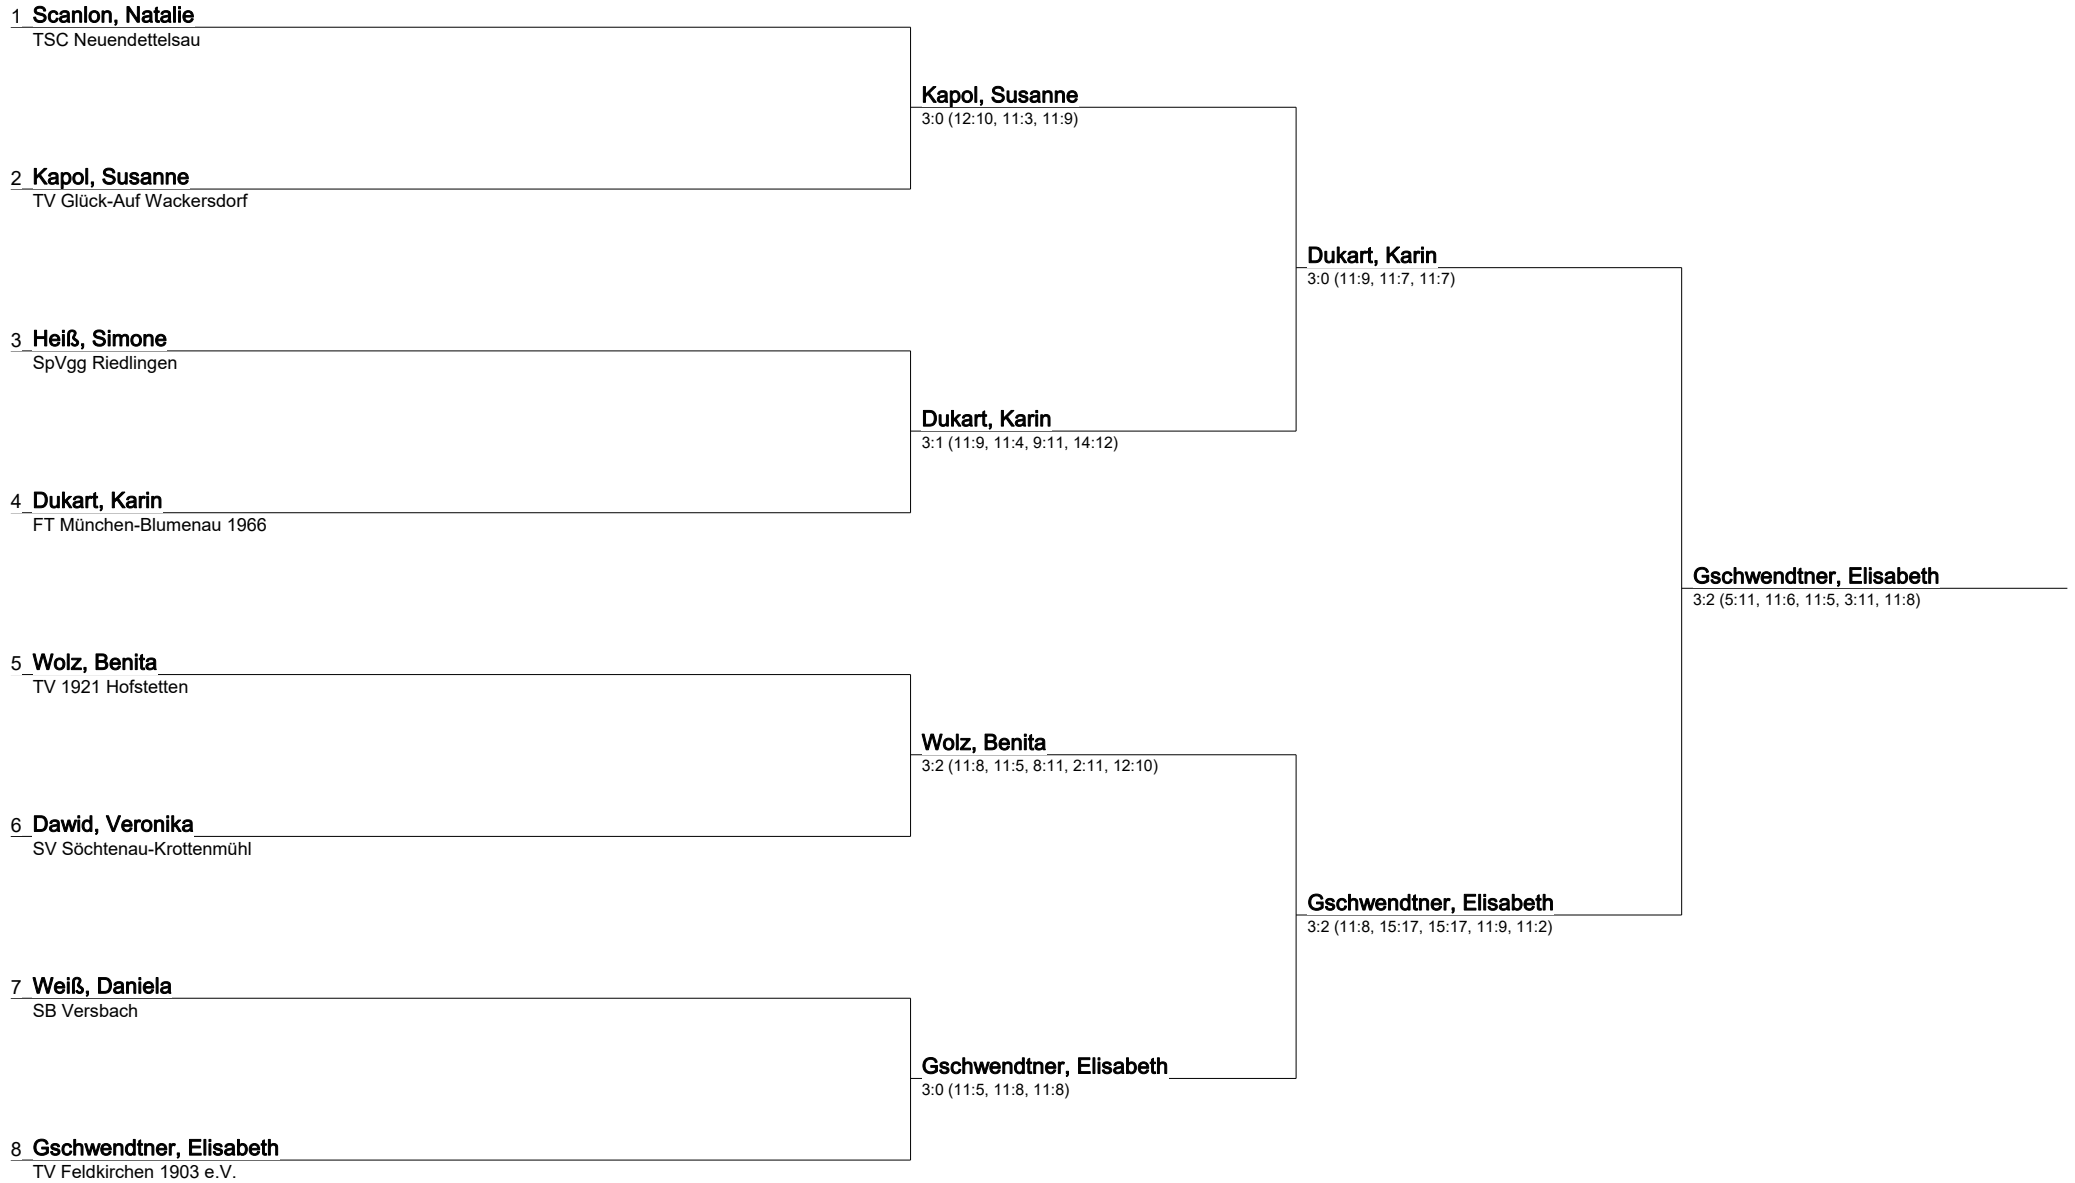 1 Scanlon, Natalie
TSC Neuendettelsau
2 Kapol, Susanne
TV Glück-Auf Wackersdorf
3 Heiß, Simone
SpVgg Riedlingen
4 Dukart, Karin
FT München-Blumenau 1966
5 Wolz, Benita
TV 1921 Hofstetten
6 Dawid, Veronika
SV Söchtenau-Krottenmühl
7 Weiß, Daniela
SB Versbach
8 Gschwendtner, Elisabeth
TV Feldkirchen 1903 e.V.
Kapol, Susanne
3:0 (12:10, 11:3, 11:9)
Dukart, Karin
3:1 (11:9, 11:4, 9:11, 14:12)
Wolz, Benita
3:2 (11:8, 11:5, 8:11, 2:11, 12:10)
Gschwendtner, Elisabeth
3:0 (11:5, 11:8, 11:8)
Dukart, Karin
3:0 (11:9, 11:7, 11:7)
Gschwendtner, Elisabeth
3:2 (11:8, 15:17, 15:17, 11:9, 11:2)
Gschwendtner, Elisabeth
3:2 (5:11, 11:6, 11:5, 3:11, 11:8)